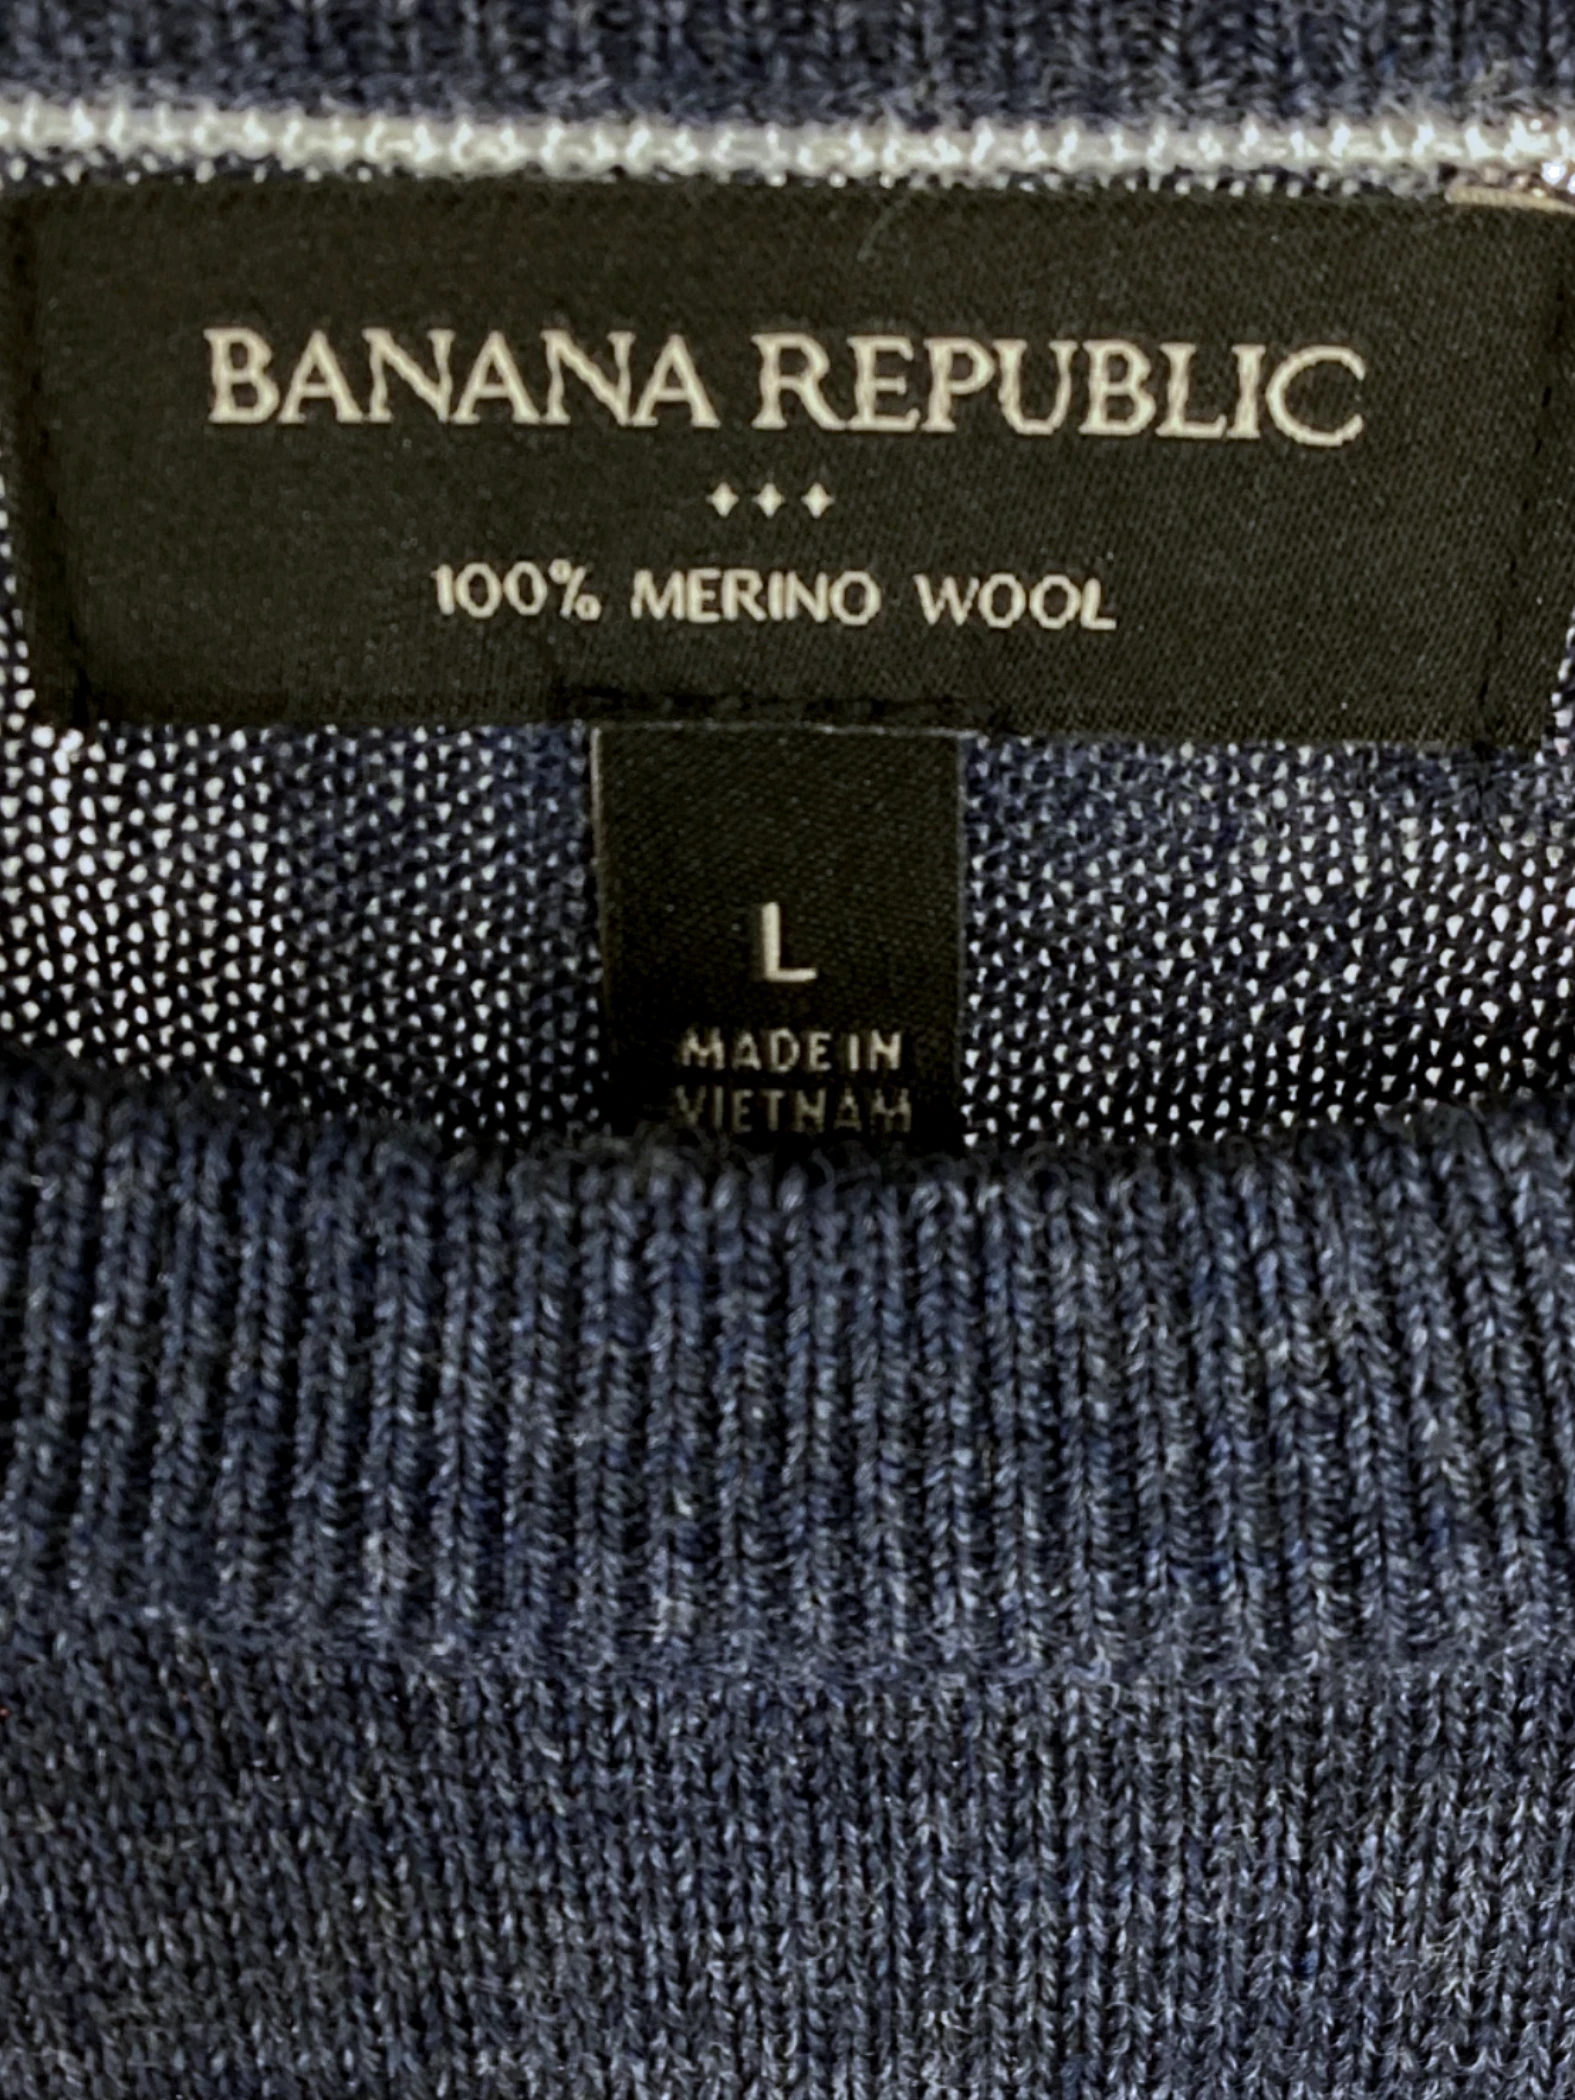 BANANA REPUBLIC
100% MERINO WOOL
L
MADE IN
VIETNAM